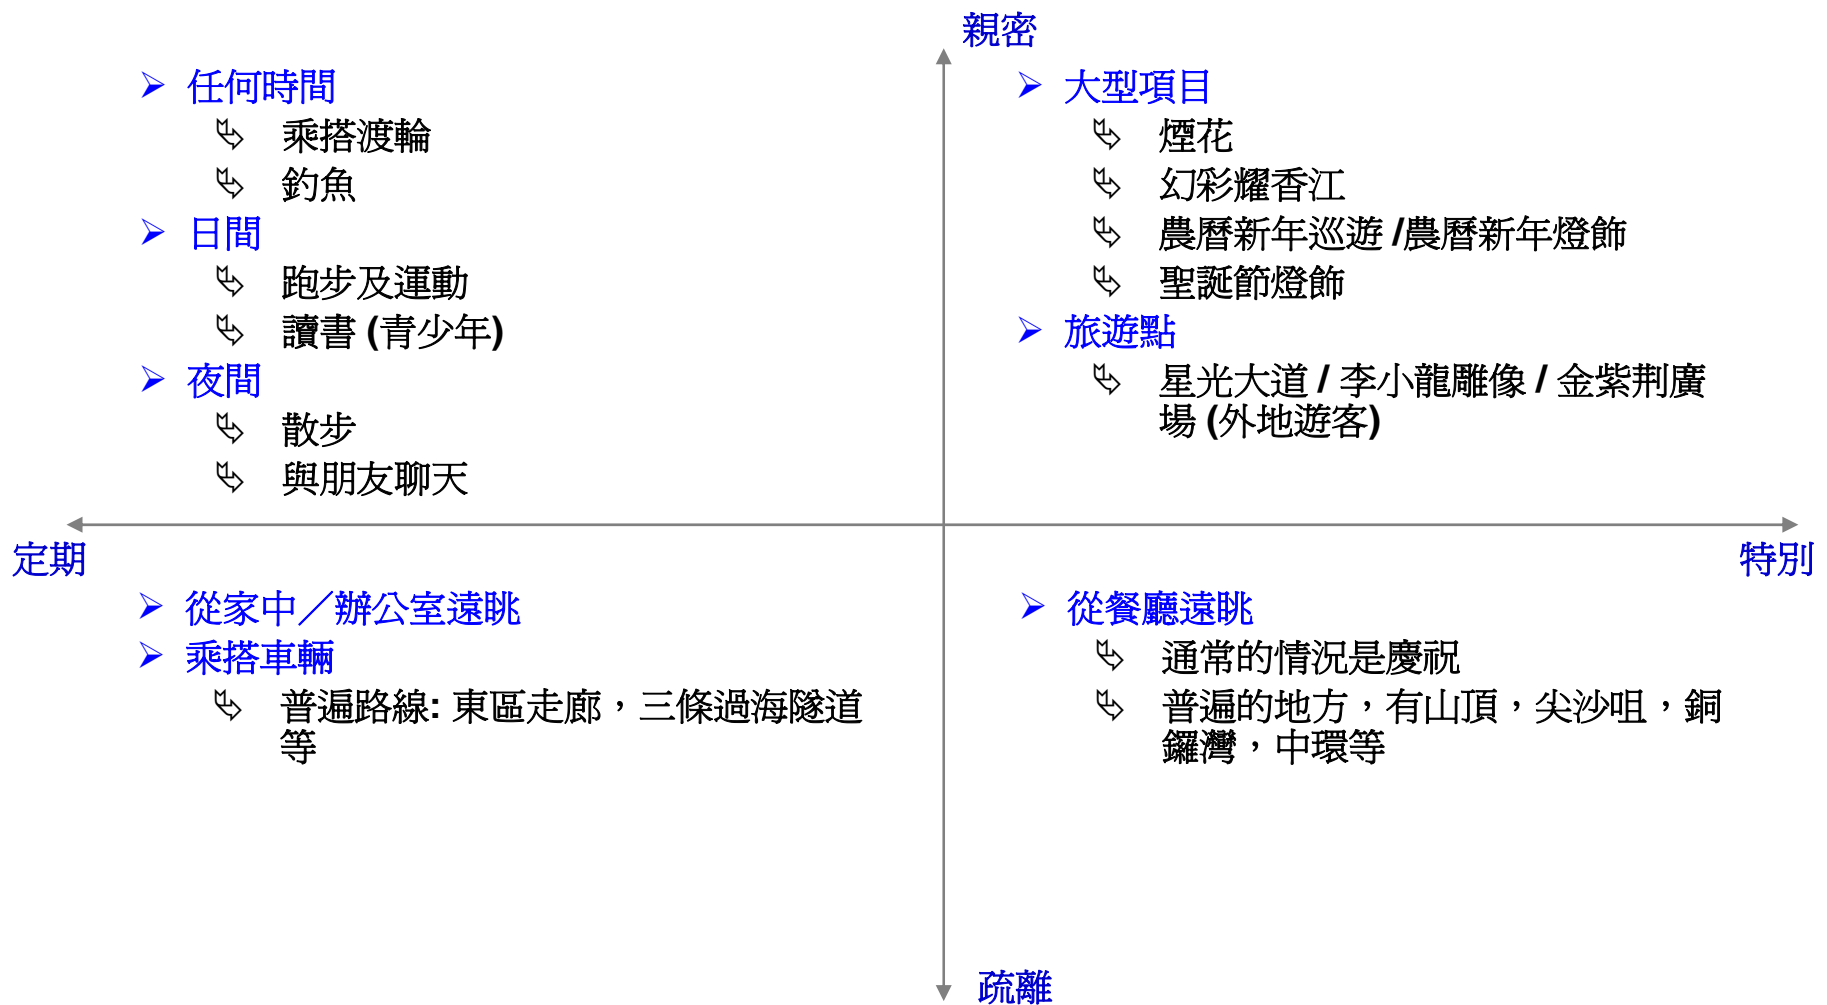 親密
任何時間
乘搭渡輪
釣魚
日間
跑步及運動
讀書 (青少年)
夜間
散步
與朋友聊天
大型項目
煙花
幻彩耀香江
農曆新年巡遊 /農曆新年燈飾
聖誕節燈飾
旅遊點
星光大道 / 李小龍雕像 / 金紫荆廣
場 (外地遊客)
定期
特別
從家中／辦公室遠眺
乘搭車輛
普遍路線: 東區走廊，三條過海隧道
等
從餐廳遠眺
通常的情況是慶祝
普遍的地方，有山頂，尖沙咀，銅
鑼灣，中環等
疏離